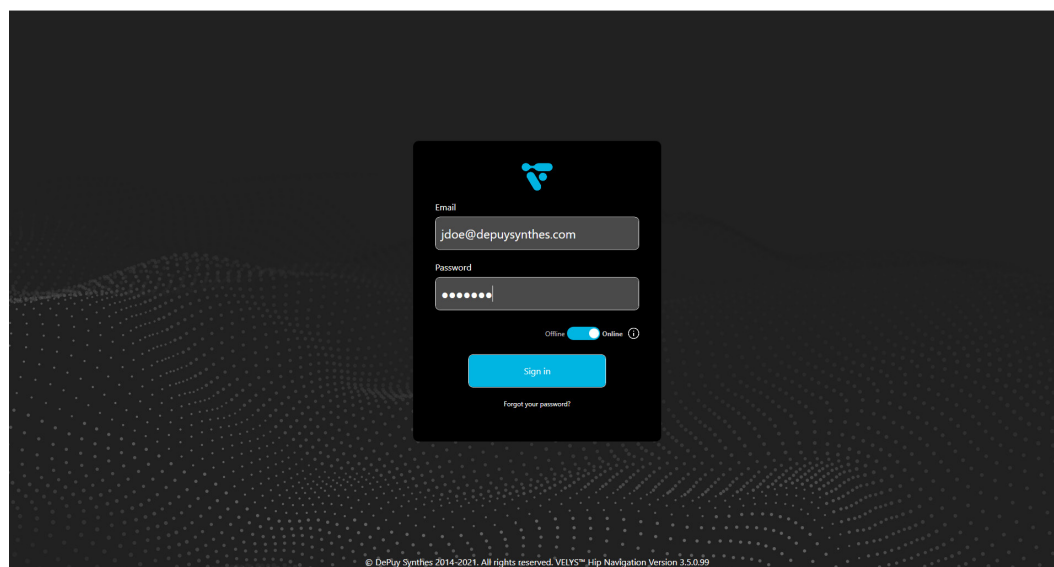 Email
jdoe@depuysynthes.com
Password
•••••••
Offline Online
Sign in
Forgot your password?
© DePuy Synthes 2014-2021. All rights reserved. VELYS™ Hip Navigation Version 3.5.0.99